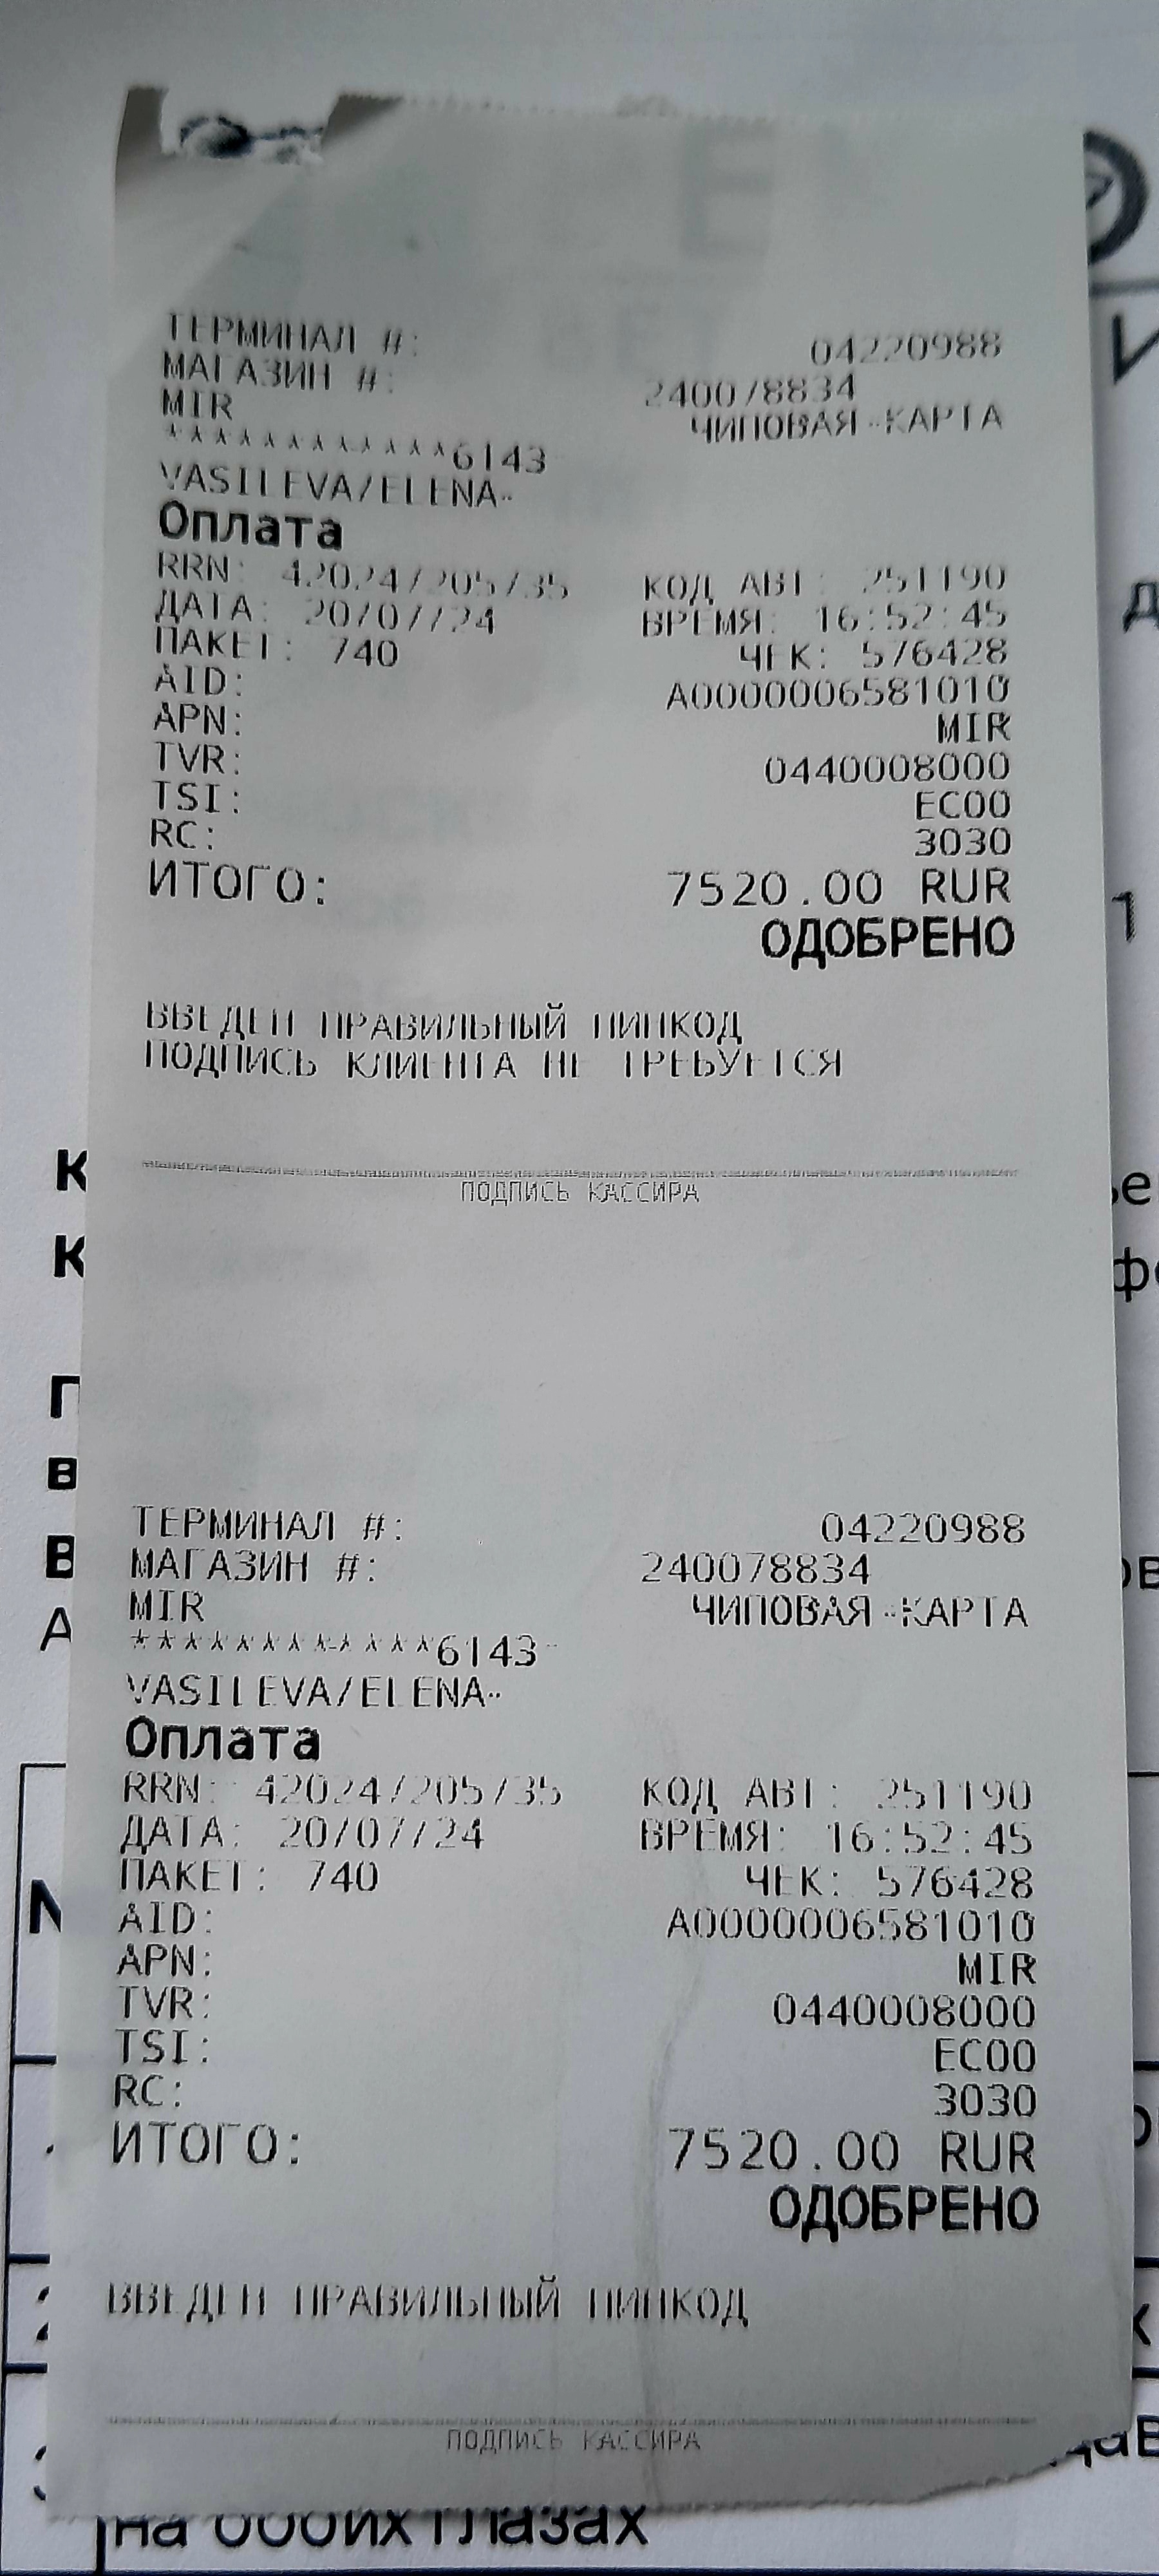 ТЕРМИНАЛ #: 04220988
МАГАЗИН #: 240078834
MIR ЧИПОВАЯ КАРТА
************6143
VASILEVA/ELENA
Оплата
RRN: 420247205735 КОД АВТ: 251190
ДАТА: 20/07/24 ВРЕМЯ: 16:52:45
ПАКЕТ: 740 ЧЕК: 576428
AID: A0000006581010
APN: MIR
TVR: 0440008000
TSI: EC00
RC: 3030
ИТОГО: 7520.00 RUR
ОДОБРЕНО
ВВЕДЕН ПРАВИЛЬНЫЙ ПИНКОД
ПОДПИСЬ КЛИЕНТА НЕ ТРЕБУЕТСЯ
ПОДПИСЬ КАССИРА
ТЕРМИНАЛ #: 04220988
МАГАЗИН #: 240078834
MIR ЧИПОВАЯ КАРТА
************6143
VASILEVA/ELENA
Оплата
RRN: 420247205735 КОД АВТ: 251190
ДАТА: 20/07/24 ВРЕМЯ: 16:52:45
ПАКЕТ: 740 ЧЕК: 576428
AID: A0000006581010
APN: MIR
TVR: 0440008000
TSI: EC00
RC: 3030
ИТОГО: 7520.00 RUR
ОДОБРЕНО
ВВЕДЕН ПРАВИЛЬНЫЙ ПИНКОД
ПОДПИСЬ КАССИРА
на обоих глазах